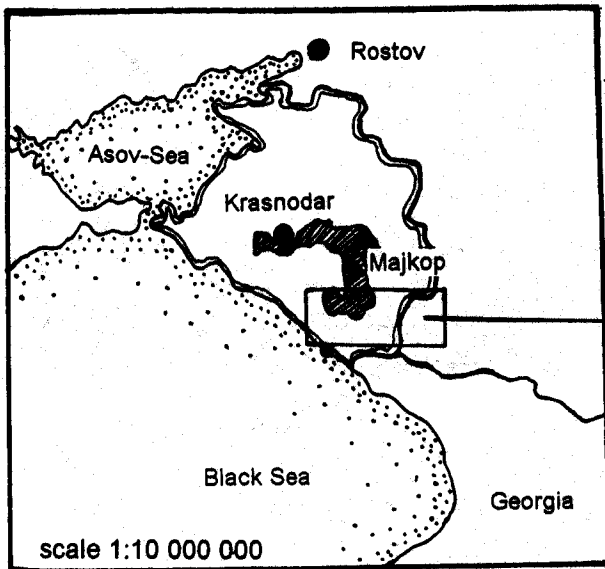 Rostov
Asov-Sea
Krasnodar
Majkop
Black Sea
Georgia
scale 1:10 000 000